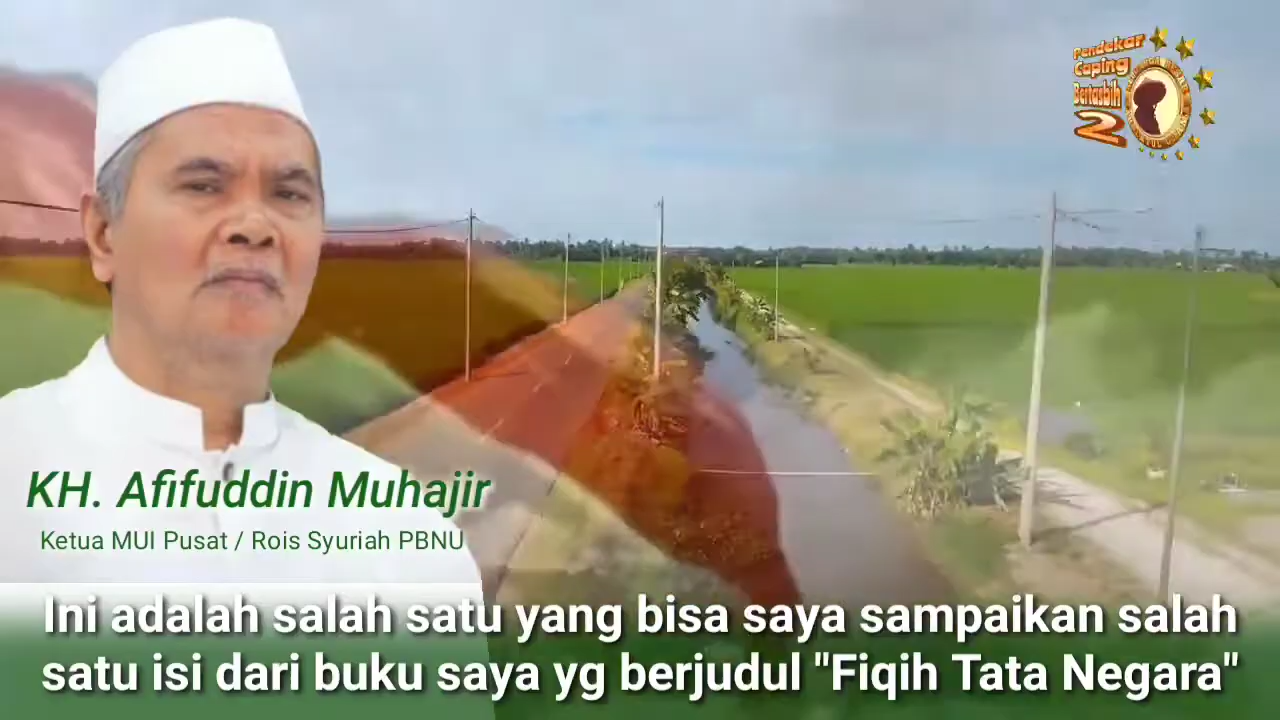 Pendekar
Caping
Bertasbih
2
KH. Afifuddin Muhajir
Ketua MUI Pusat / Rois Syuriah PBNU
Ini adalah salah satu yang bisa saya sampaikan salah
satu isi dari buku saya yg berjudul "Fiqih Tata Negara"